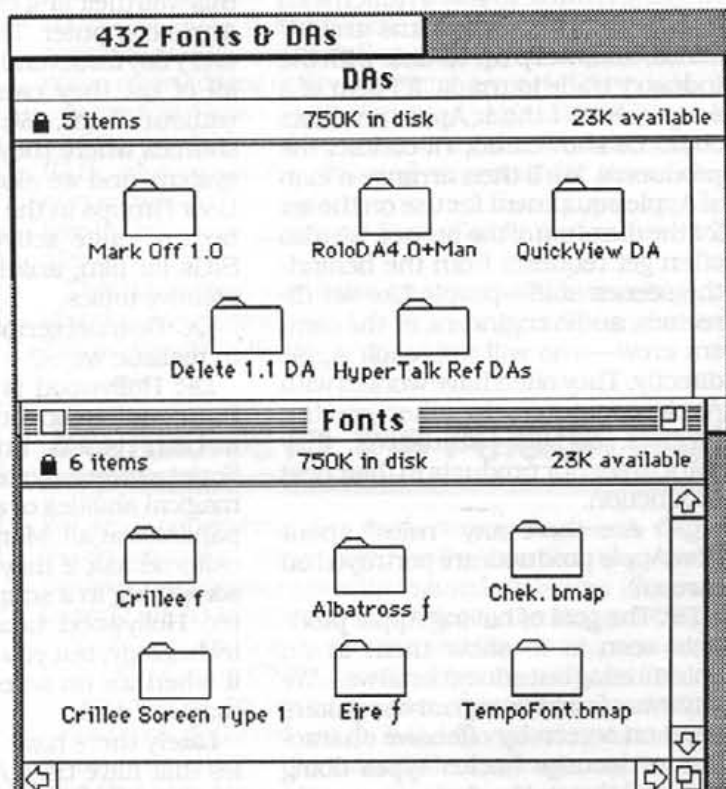 432 Fonts & DAs
DAs
5 items 750K in disk 23K available
Mark Off 1.0 RoloDA4.0+Man QuickView DA
Delete 1.1 DA HyperTalk Ref DAs
Fonts
6 items 750K in disk 23K available
Crillee f Albatross ƒ Chek. bmap
Crillee Soreen Type 1 Eire ƒ TempoFont.bmap